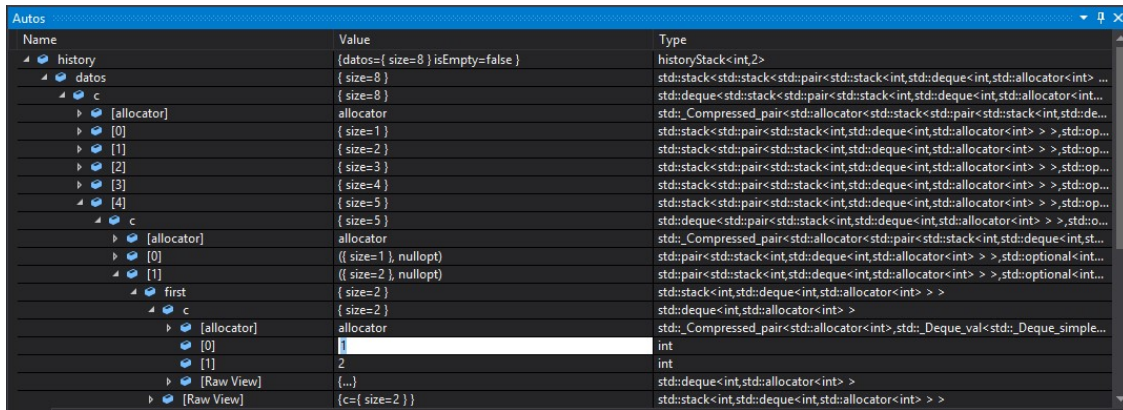 Autos
Name Value Type
history {datos={ size=8 } isEmpty=false } historyStack<int,2>
datos { size=8 } std::stack<std::stack<std::pair<std::stack<int,std::deque<int,std::allocator<int> ...
c { size=8 } std::deque<std::stack<std::pair<std::stack<int,std::deque<int,std::allocator<int...
[allocator] allocator std::_Compressed_pair<std::allocator<std::stack<std::pair<std::stack<int,std::de...
[0] { size=1 } std::stack<std::pair<std::stack<int,std::deque<int,std::allocator<int> > >,std::op...
[1] { size=2 } std::stack<std::pair<std::stack<int,std::deque<int,std::allocator<int> > >,std::op...
[2] { size=3 } std::stack<std::pair<std::stack<int,std::deque<int,std::allocator<int> > >,std::op...
[3] { size=4 } std::stack<std::pair<std::stack<int,std::deque<int,std::allocator<int> > >,std::op...
[4] { size=5 } std::stack<std::pair<std::stack<int,std::deque<int,std::allocator<int> > >,std::op...
c { size=5 } std::deque<std::pair<std::stack<int,std::deque<int,std::allocator<int> > >,std::o...
[allocator] allocator std::_Compressed_pair<std::allocator<std::pair<std::stack<int,std::deque<int,st...
[0] ({ size=1 }, nullopt) std::pair<std::stack<int,std::deque<int,std::allocator<int> > >,std::optional<int...
[1] ({ size=2 }, nullopt) std::pair<std::stack<int,std::deque<int,std::allocator<int> > >,std::optional<int...
first { size=2 } std::stack<int,std::deque<int,std::allocator<int> > >
c { size=2 } std::deque<int,std::allocator<int> >
[allocator] allocator std::_Compressed_pair<std::allocator<int>,std::_Deque_val<std::_Deque_simple...
[0] 1 int
[1] 2 int
[Raw View] {...} std::deque<int,std::allocator<int> >
[Raw View] {c={ size=2 } } std::stack<int,std::deque<int,std::allocator<int> > >